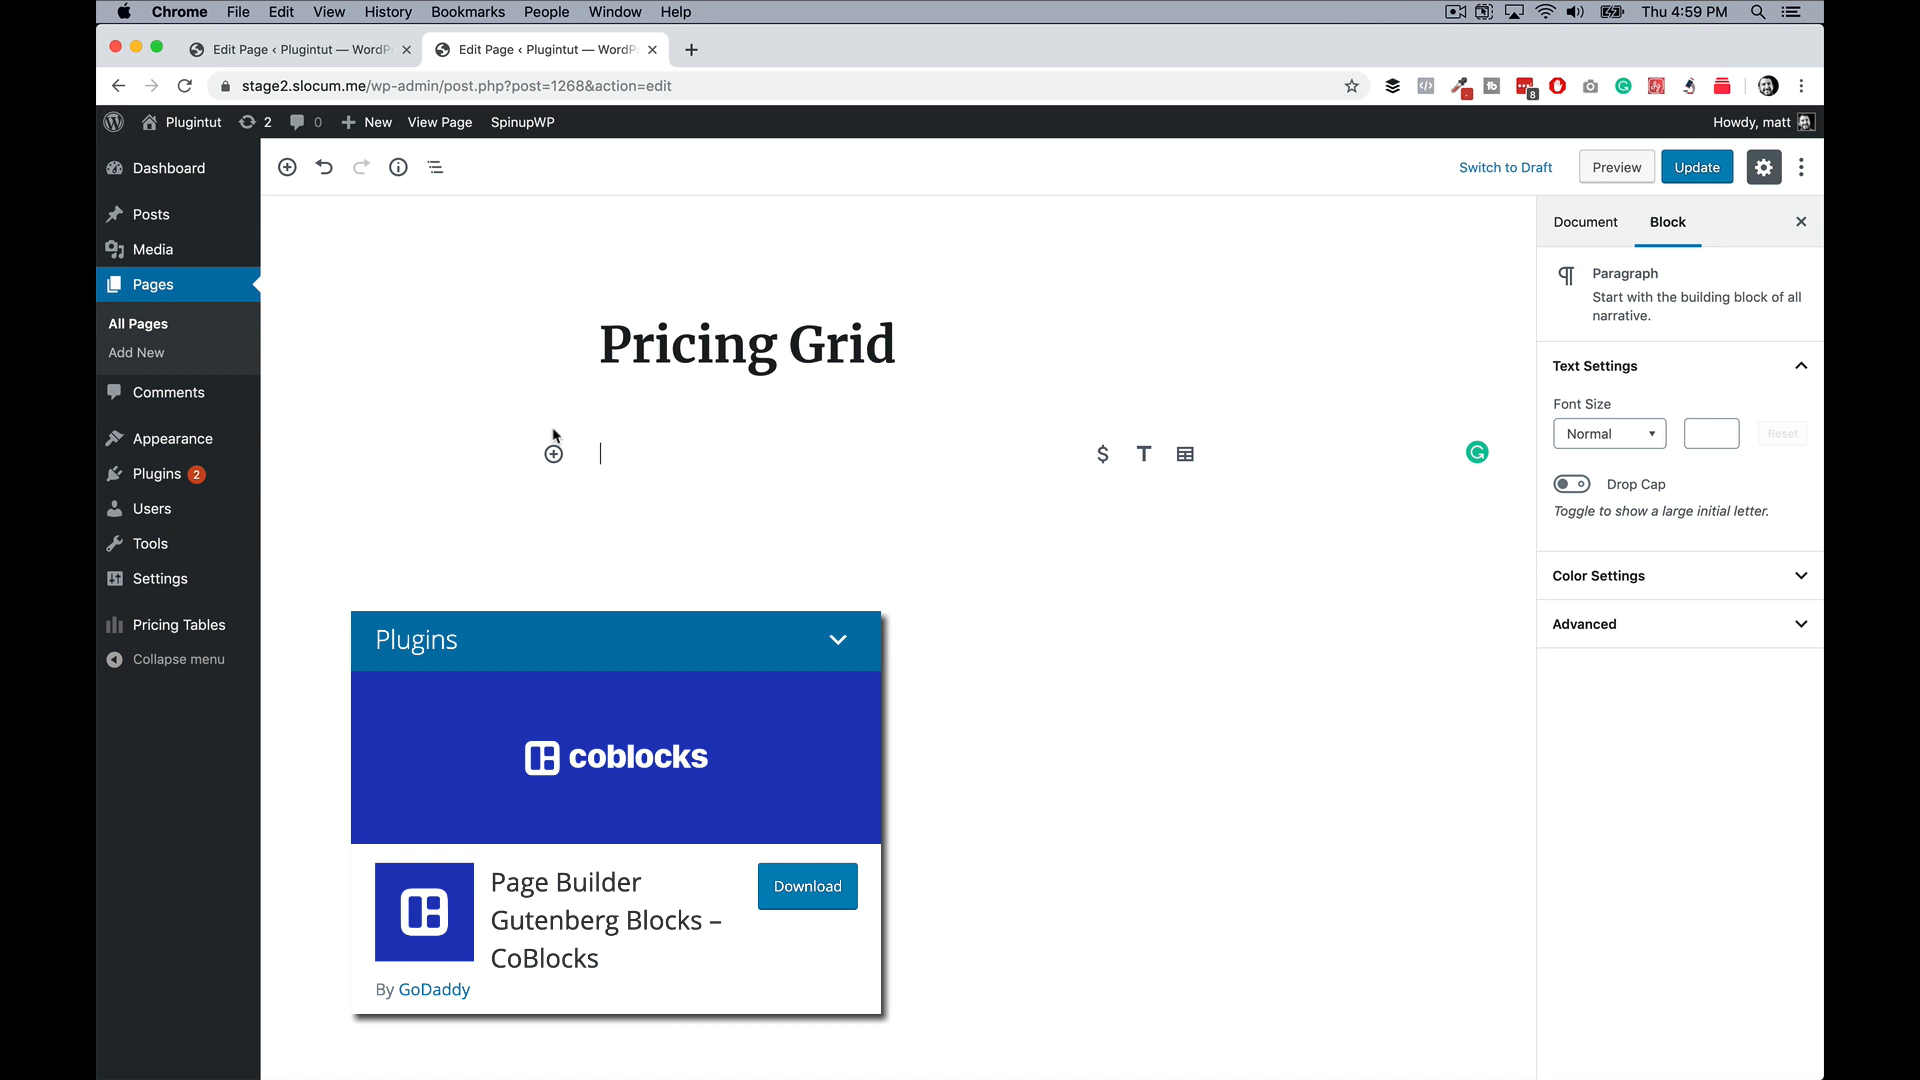 Chrome File Edit View History Bookmarks People Window Help Thu 4:59 PM
Edit Page ‹ Plugintut — WordP Edit Page ‹ Plugintut — WordP
stage2.slocum.me/wp-admin/post.php?post=1268&action=edit
8
Plugintut 2 0 New View Page SpinupWP Howdy, matt
Dashboard
Posts
Media
Pages
All Pages
Add New
Comments
Appearance
Plugins 2
Users
Tools
Settings
Pricing Tables
Collapse menu
Switch to Draft Preview Update
Pricing Grid
Document Block
Paragraph
Start with the building block of all
narrative.
Text Settings
Font Size
Normal Reset
Drop Cap
Toggle to show a large initial letter.
Color Settings
Advanced
Plugins
coblocks
Page Builder
Gutenberg Blocks –
CoBlocks
Download
By GoDaddy